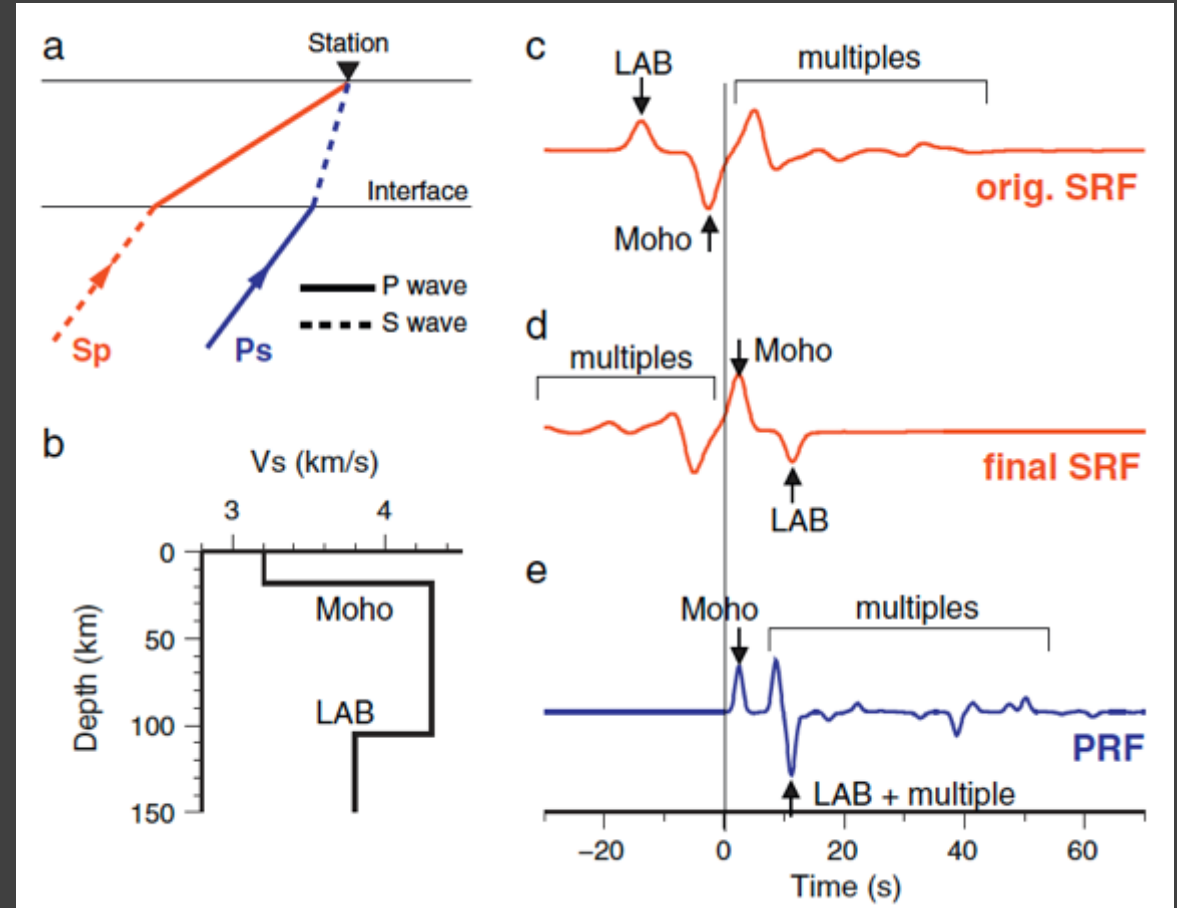 a
Station
Interface
P wave
S wave
Sp
Ps
b
Vs (km/s)
3 4
0
Moho
50
LAB
100
150
Depth (km)
c
LAB
multiples
orig. SRF
Moho
d
Moho
multiples
final SRF
LAB
e
Moho
multiples
PRF
LAB + multiple
−20 0 20 40 60
Time (s)